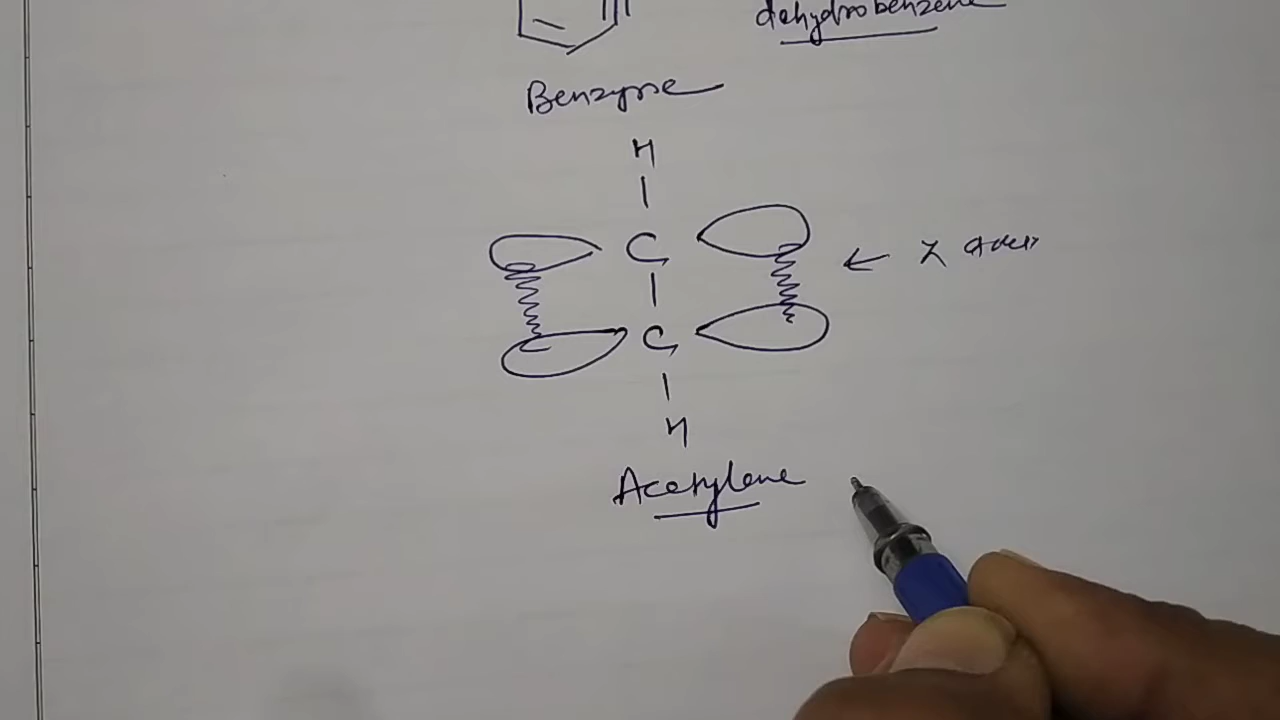 dehydrobenzene
Benzyne
H
|
C ← Z
|
C
|
H
Acetylene